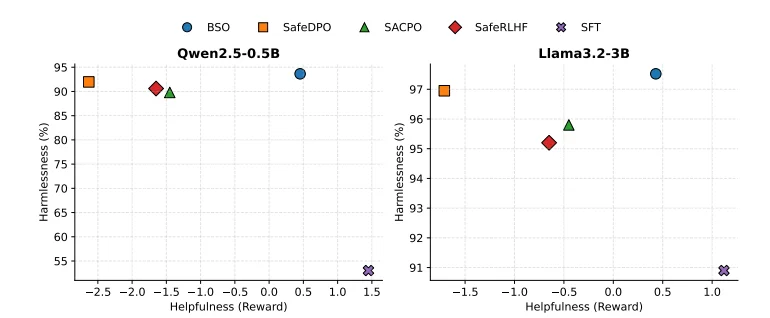 BSO SafeDPO SACPO SafeRLHF SFT
Qwen2.5-0.5B
95
90
85
80
75
70
65
60
55
Harmlessness (%)
−2.5 −2.0 −1.5 −1.0 −0.5 0.0 0.5 1.0 1.5
Helpfulness (Reward)
Llama3.2-3B
97
96
95
94
93
92
91
Harmlessness (%)
−1.5 −1.0 −0.5 0.0 0.5 1.0
Helpfulness (Reward)